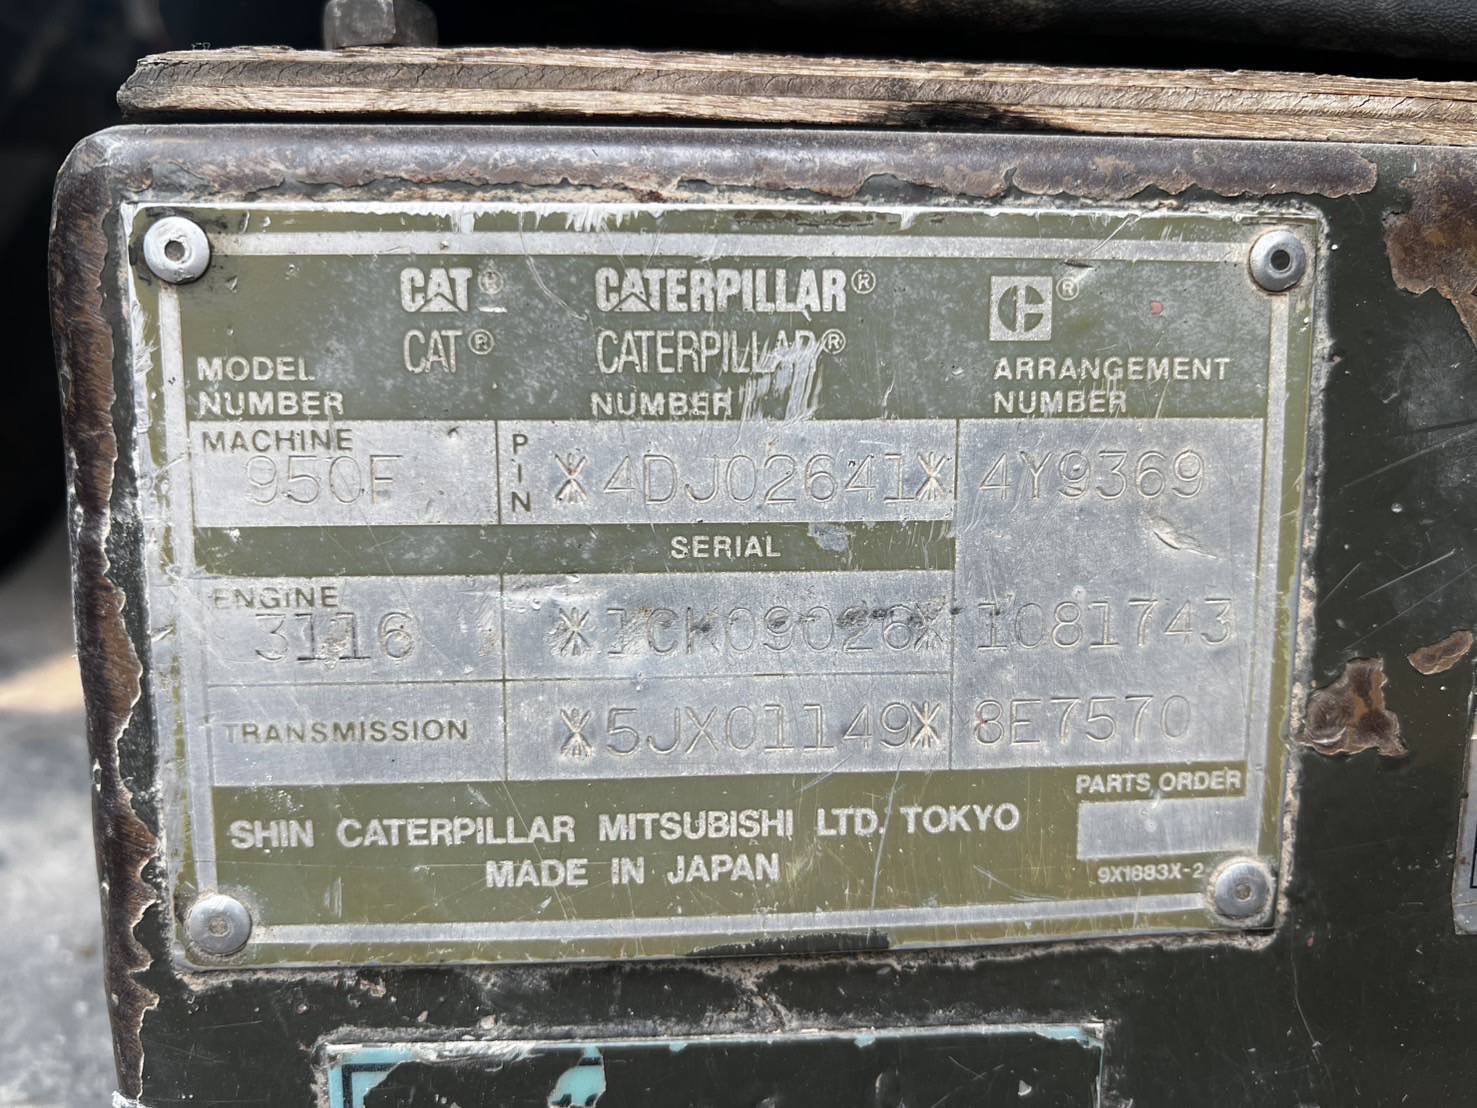 CAT® CATERPILLAR® C®
CAT® CATERPILLAR®
MODEL NUMBER NUMBER ARRANGEMENT NUMBER
MACHINE 950F PIN *4DJ02641* 4Y9369
SERIAL
ENGINE 3116 *1CK09028* 1081743
TRANSMISSION *5JX01149* 8E7570
PARTS ORDER
SHIN CATERPILLAR MITSUBISHI LTD. TOKYO
MADE IN JAPAN
9X1883X-2